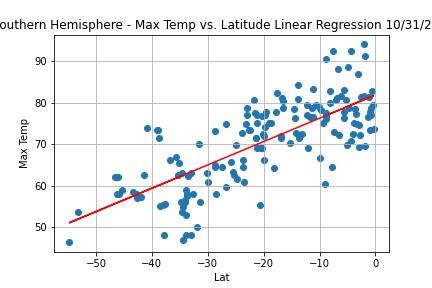 outhern Hemisphere - Max Temp vs. Latitude Linear Regression 10/31/2
90
80
70
60
50
Max Temp
−50 −40 −30 −20 −10 0
Lat